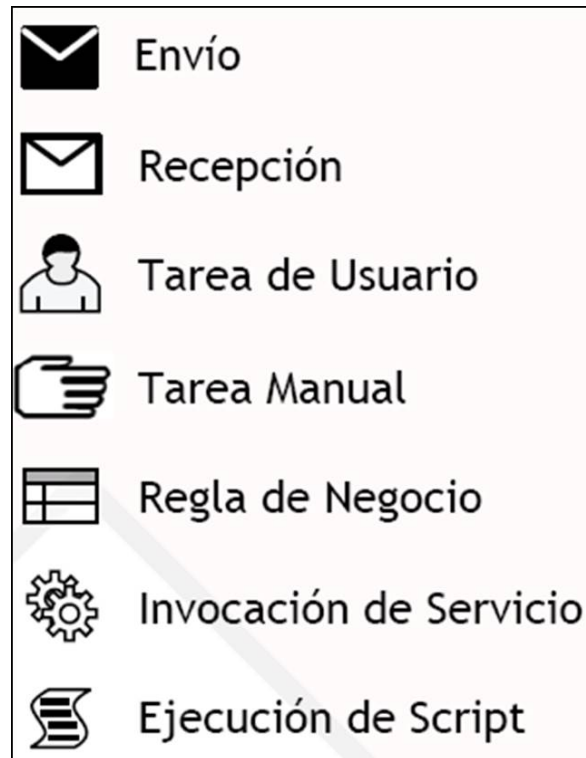 Envío
Recepción
Tarea de Usuario
Tarea Manual
Regla de Negocio
Invocación de Servicio
Ejecución de Script